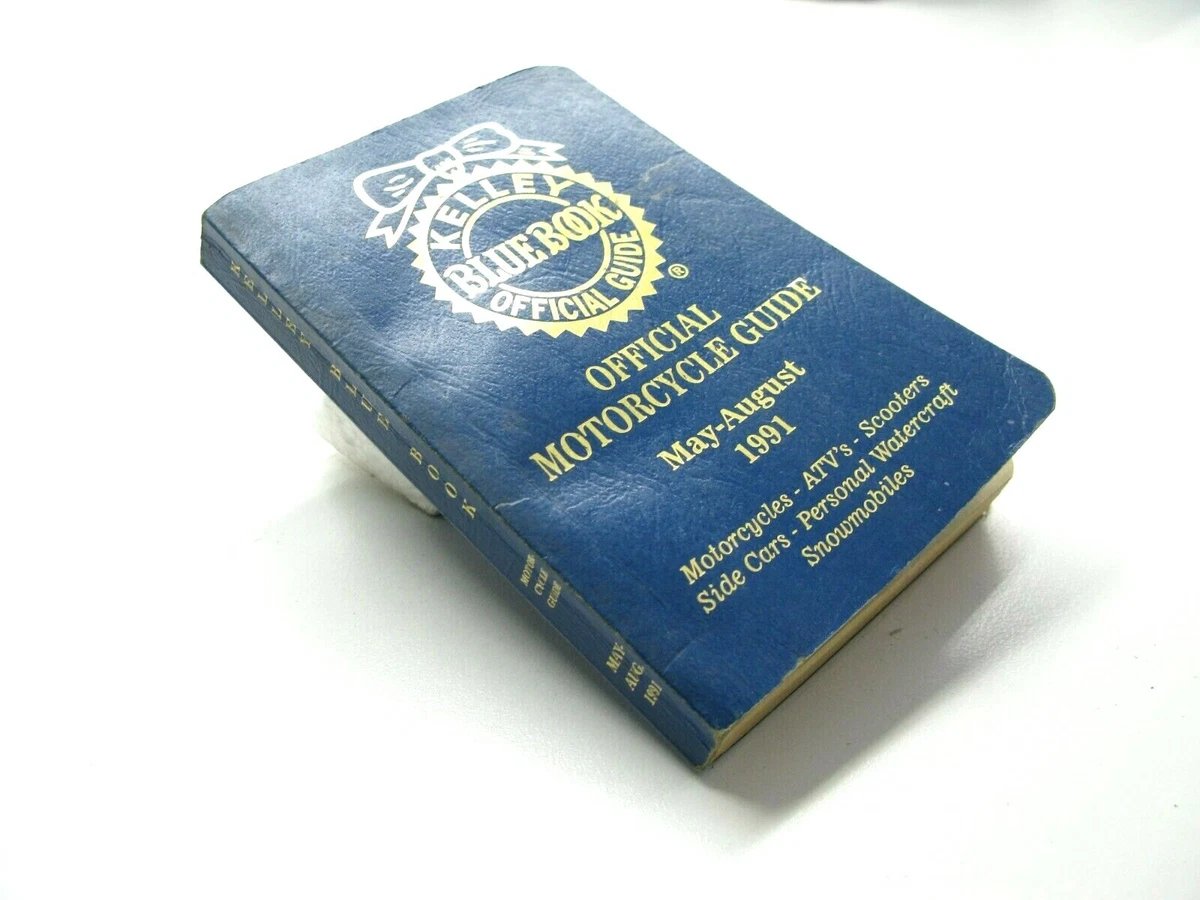 KELLEY
BLUE BOOK
OFFICIAL GUIDE
®
OFFICIAL
MOTORCYCLE GUIDE
May-August
1991
Motorcycles - ATV's - Scooters
Side Cars - Personal Watercraft
Snowmobiles
KELLEY BLUE BOOK
MOTOR
CYCLE
GUIDE
MAY-
AUG.
1991